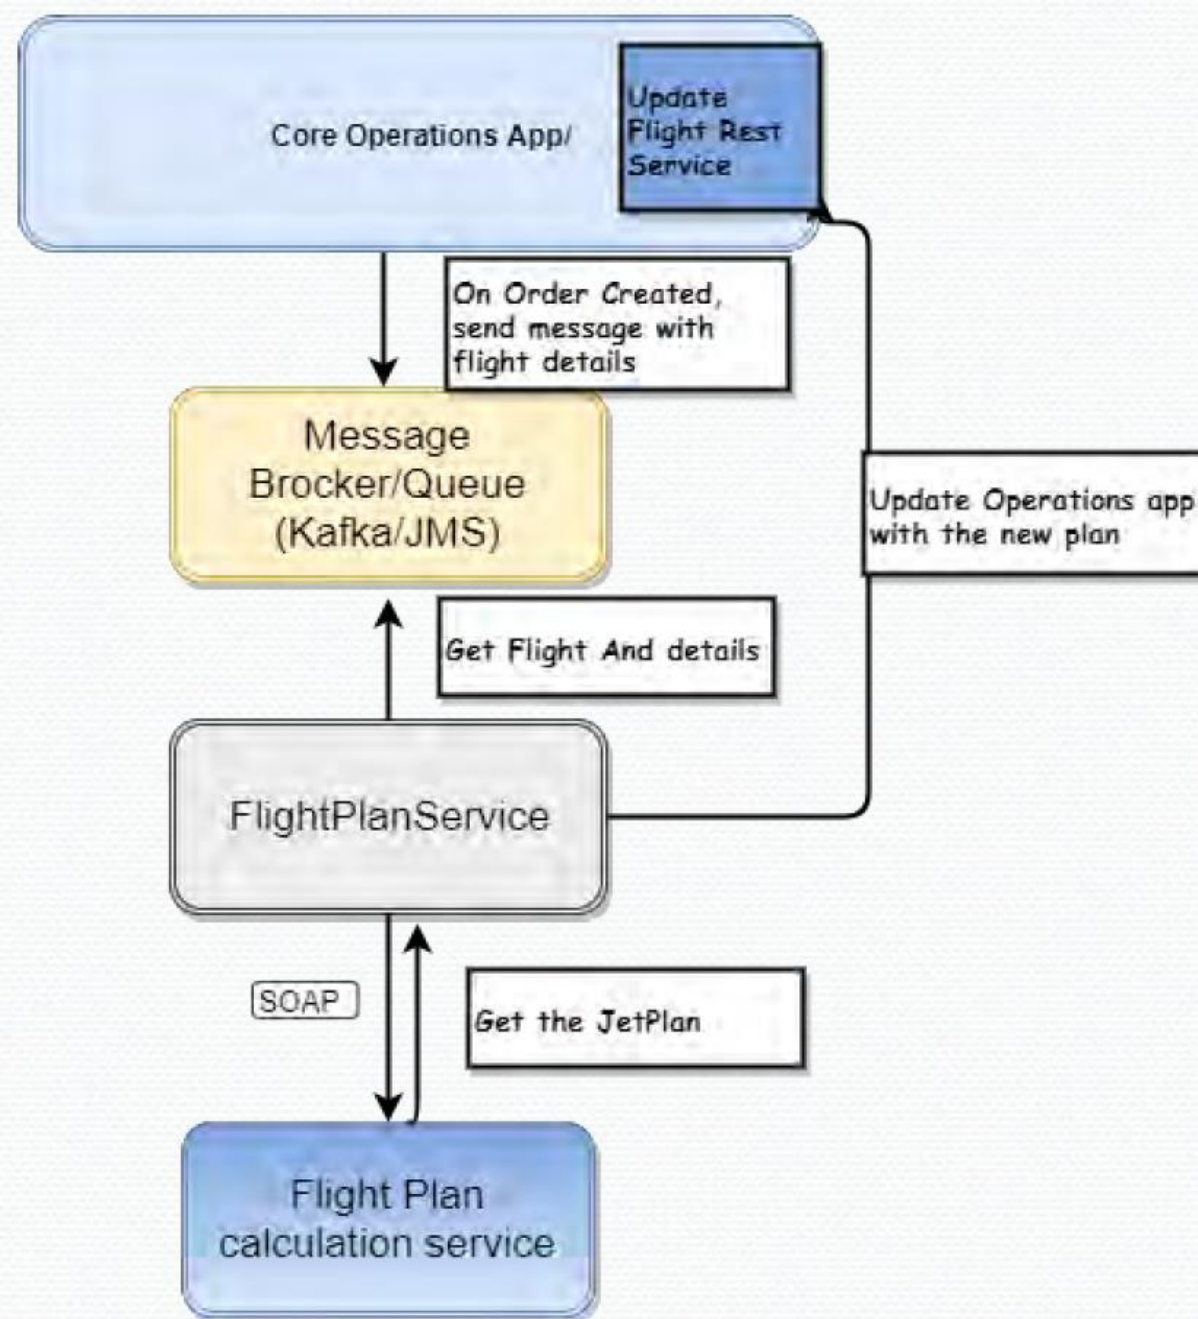 Core Operations App/
Update
Flight Rest
Service
On Order Created,
send message with
flight details
Message
Brocker/Queue
(Kafka/JMS)
Update Operations app
with the new plan
Get Flight And details
FlightPlanService
SOAP
Get the JetPlan
Flight Plan
calculation service